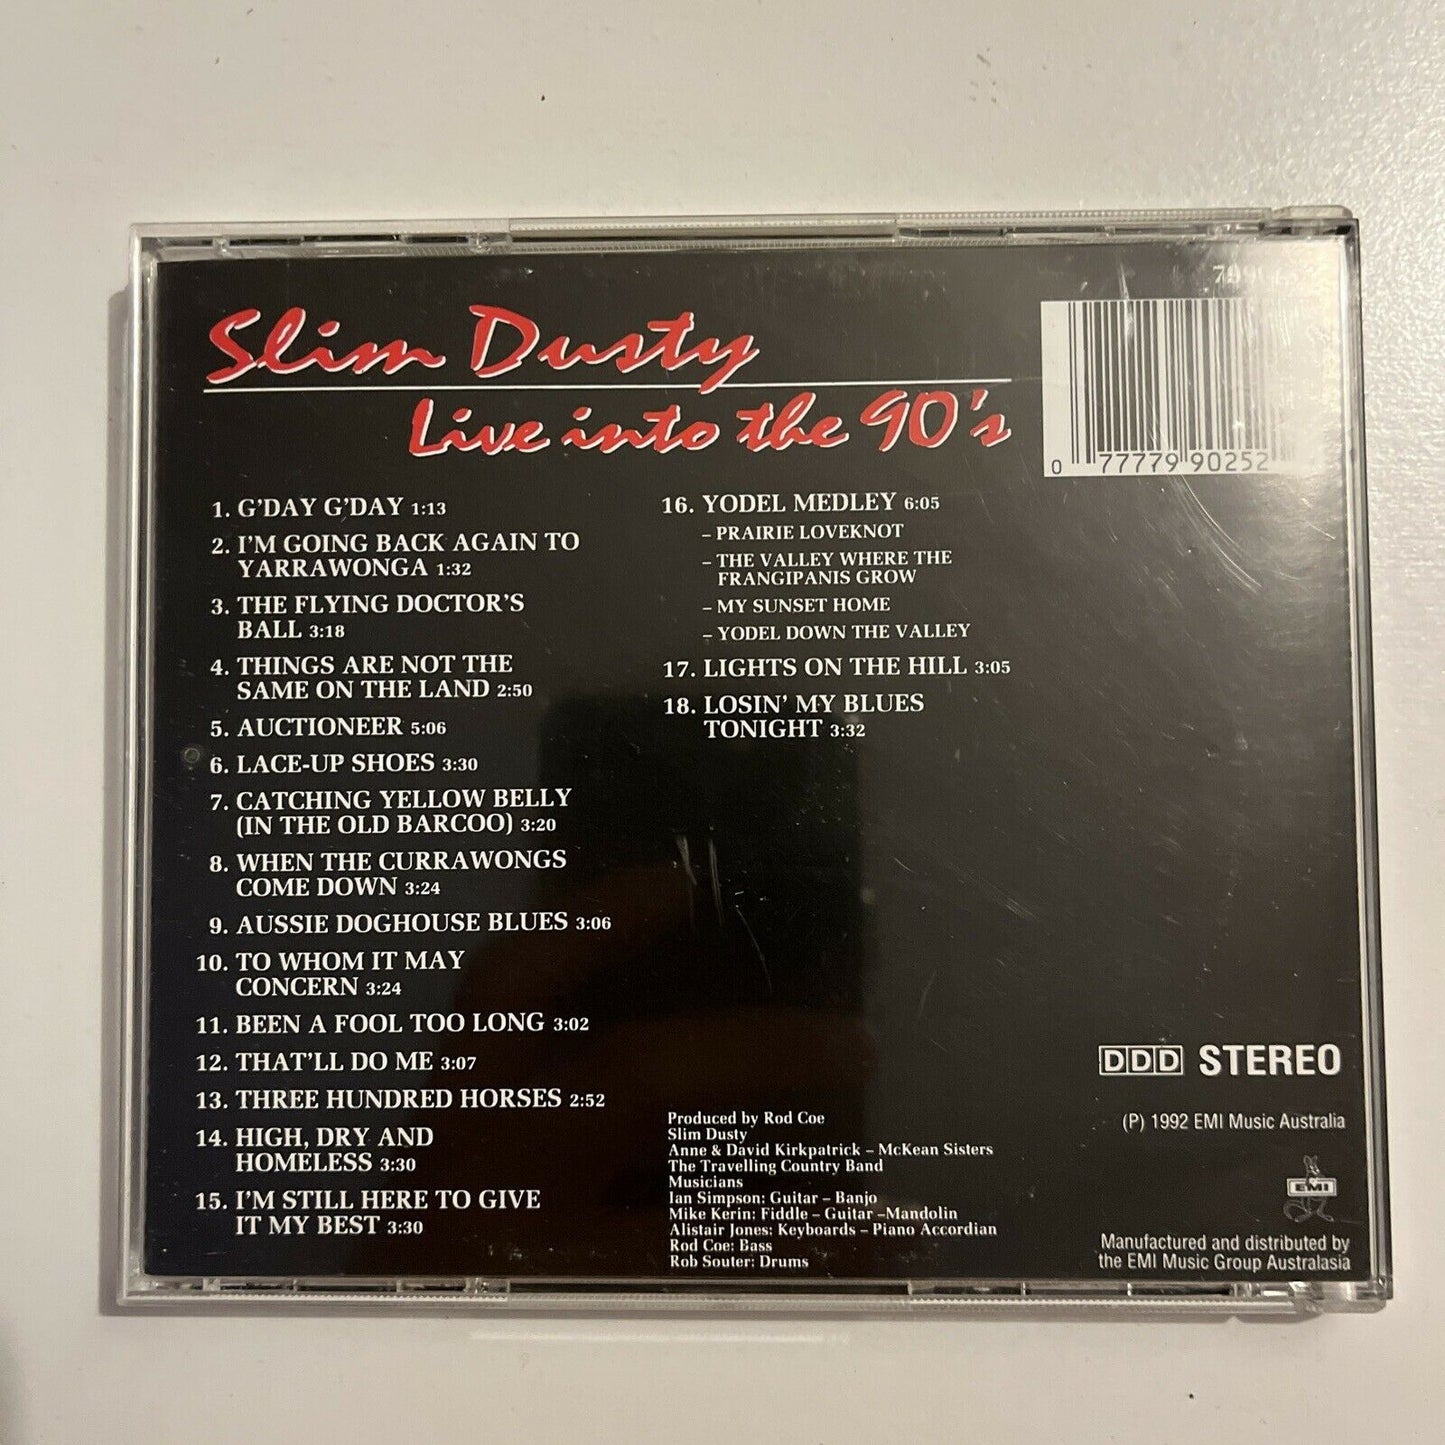 Slim Dusty
Live into the 90's
0 77779 90252
1. G'DAY G'DAY 1:13
2. I'M GOING BACK AGAIN TO
YARRAWONGA 1:32
3. THE FLYING DOCTOR'S
BALL 3:18
4. THINGS ARE NOT THE
SAME ON THE LAND 2:50
5. AUCTIONEER 5:06
6. LACE-UP SHOES 3:30
7. CATCHING YELLOW BELLY
(IN THE OLD BARCOO) 3:20
8. WHEN THE CURRAWONGS
COME DOWN 3:24
9. AUSSIE DOGHOUSE BLUES 3:06
10. TO WHOM IT MAY
CONCERN 3:24
11. BEEN A FOOL TOO LONG 3:02
12. THAT'LL DO ME 3:07
13. THREE HUNDRED HORSES 2:52
14. HIGH, DRY AND
HOMELESS 3:30
15. I'M STILL HERE TO GIVE
IT MY BEST 3:30
16. YODEL MEDLEY 6:05
– PRAIRIE LOVEKNOT
– THE VALLEY WHERE THE
FRANGIPANIS GROW
– MY SUNSET HOME
– YODEL DOWN THE VALLEY
17. LIGHTS ON THE HILL 3:05
18. LOSIN' MY BLUES
TONIGHT 3:32
Produced by Rod Coe
Slim Dusty
Anne & David Kirkpatrick – McKean Sisters
The Travelling Country Band
Musicians
Ian Simpson: Guitar – Banjo
Mike Kerin: Fiddle – Guitar –Mandolin
Alistair Jones: Keyboards – Piano Accordian
Rod Coe: Bass
Rob Souter: Drums
DDD STEREO
(P) 1992 EMI Music Australia
EMI
Manufactured and distributed by
the EMI Music Group Australasia